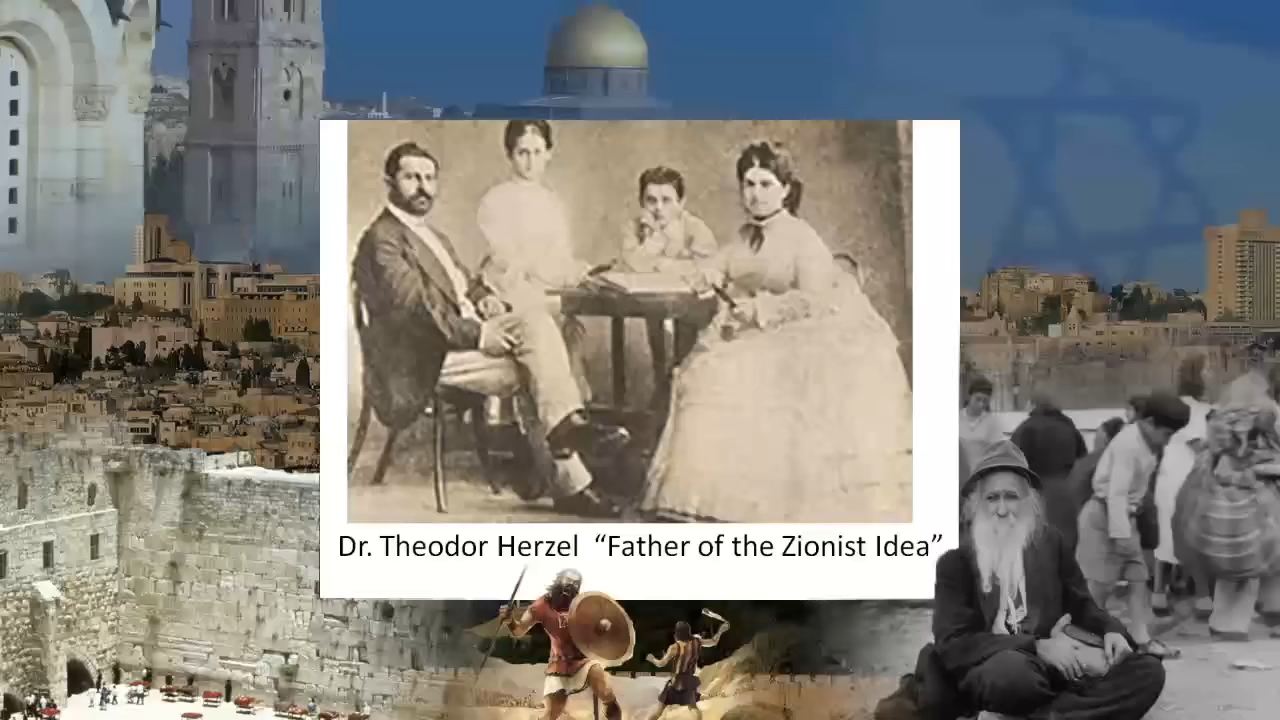 Dr. Theodor Herzel “Father of the Zionist Idea”